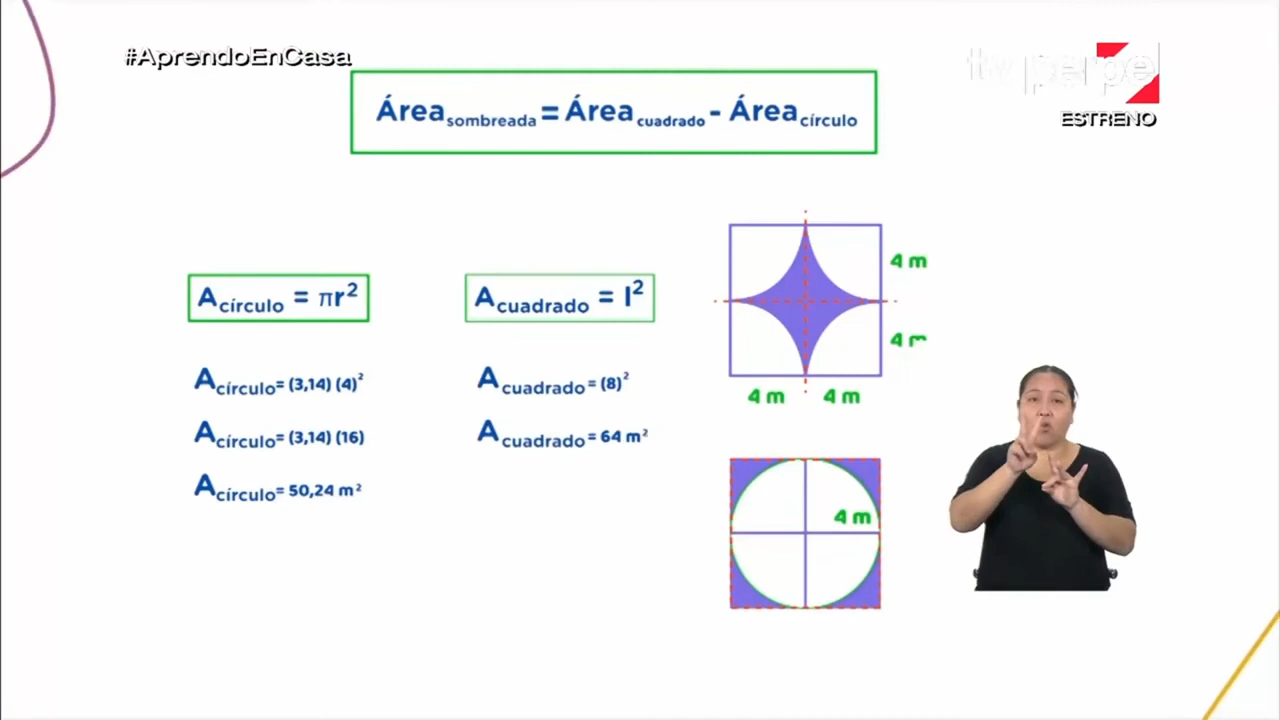 #AprendoEnCasa
tvperú
ESTRENO
Área sombreada = Área cuadrado - Área círculo
A círculo = πr²
A cuadrado = l²
A círculo = (3,14) (4)²
A cuadrado = (8)²
A círculo = (3,14) (16)
A cuadrado = 64 m²
A círculo = 50,24 m²
4 m
4 m
4 m
4 m
4 m